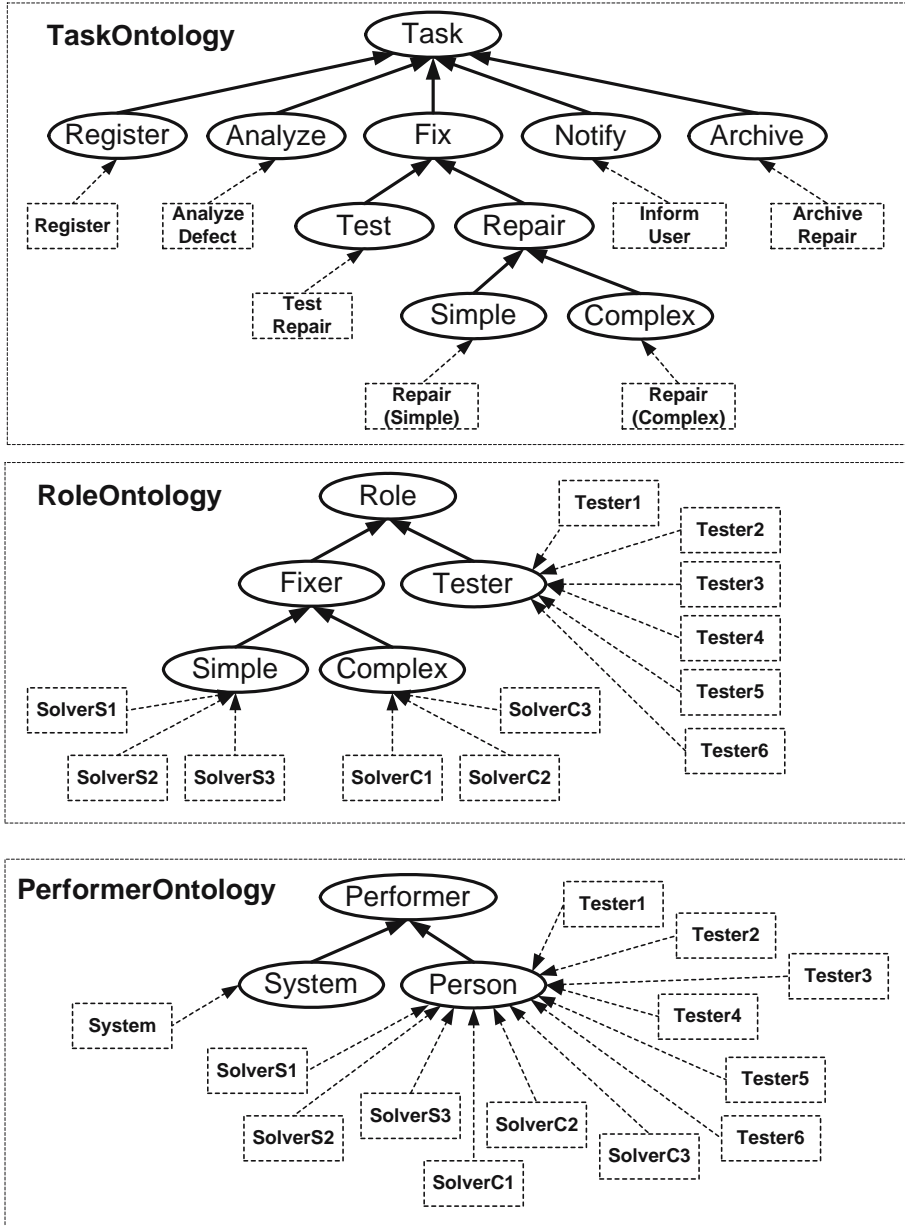 TaskOntology
Task
Register
Analyze
Fix
Notify
Archive
Register
Analyze
Defect
Test
Repair
Inform
User
Archive
Repair
Test
Repair
Simple
Complex
Repair
(Simple)
Repair
(Complex)
RoleOntology
Role
Tester1
Tester2
Fixer
Tester
Tester3
Tester4
Simple
Complex
Tester5
SolverS1
SolverC3
Tester6
SolverS2
SolverS3
SolverC1
SolverC2
PerformerOntology
Performer
Tester1
Tester2
Tester3
System
Person
System
Tester4
SolverS1
Tester5
SolverS3
SolverC2
SolverS2
Tester6
SolverC3
SolverC1